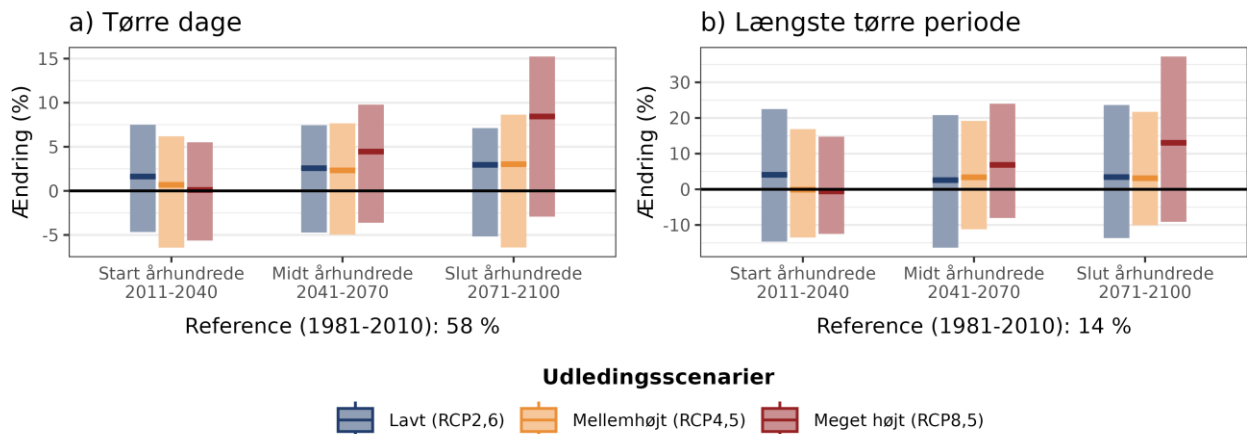 a) Tørre dage
Ændring (%)
15
10
5
0
-5
Start århundrede
2011-2040
Midt århundrede
2041-2070
Slut århundrede
2071-2100
Reference (1981-2010): 58 %
b) Længste tørre periode
Ændring (%)
30
20
10
0
-10
Start århundrede
2011-2040
Midt århundrede
2041-2070
Slut århundrede
2071-2100
Reference (1981-2010): 14 %
Udledingsscenarier
Lavt (RCP2,6)
Mellemhøjt (RCP4,5)
Meget højt (RCP8,5)